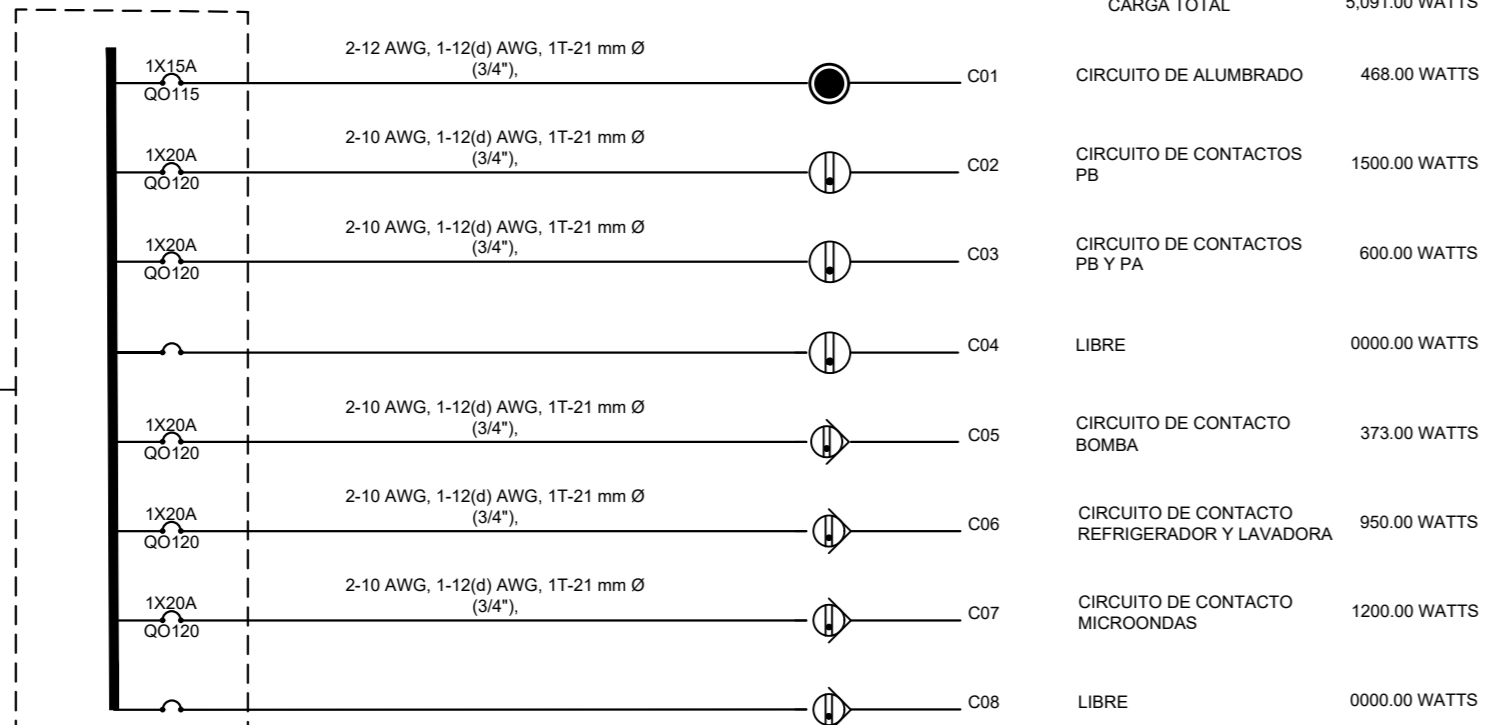 CARGA TOTAL 5,091.00 WATTS
2-12 AWG, 1-12(d) AWG, 1T-21 mm Ø
(3/4"),
1X15A
QO115
C01 CIRCUITO DE ALUMBRADO 468.00 WATTS
2-10 AWG, 1-12(d) AWG, 1T-21 mm Ø
(3/4"),
1X20A
QO120
C02 CIRCUITO DE CONTACTOS 1500.00 WATTS
PB
2-10 AWG, 1-12(d) AWG, 1T-21 mm Ø
(3/4"),
1X20A
QO120
C03 CIRCUITO DE CONTACTOS 600.00 WATTS
PB Y PA
C04 LIBRE 0000.00 WATTS
2-10 AWG, 1-12(d) AWG, 1T-21 mm Ø
(3/4"),
1X20A
QO120
C05 CIRCUITO DE CONTACTO 373.00 WATTS
BOMBA
2-10 AWG, 1-12(d) AWG, 1T-21 mm Ø
(3/4"),
1X20A
QO120
C06 CIRCUITO DE CONTACTO 950.00 WATTS
REFRIGERADOR Y LAVADORA
2-10 AWG, 1-12(d) AWG, 1T-21 mm Ø
(3/4"),
1X20A
QO120
C07 CIRCUITO DE CONTACTO 1200.00 WATTS
MICROONDAS
C08 LIBRE 0000.00 WATTS